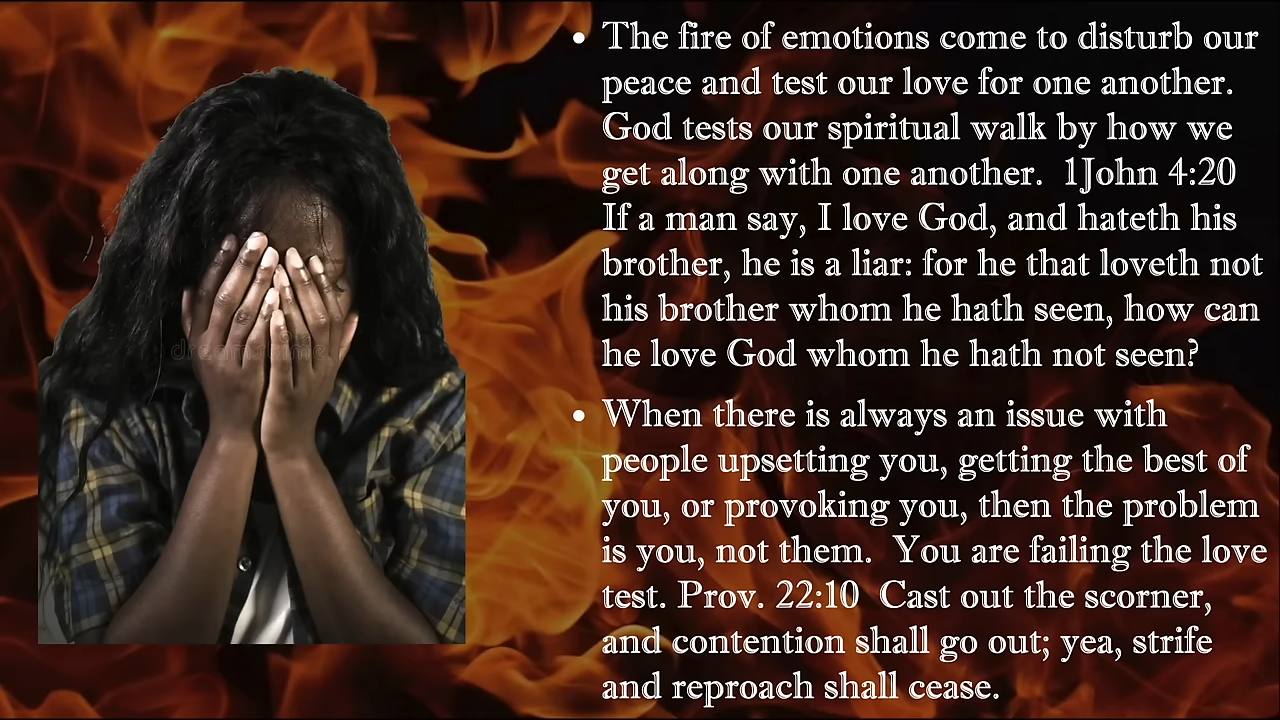 • The fire of emotions come to disturb our
peace and test our love for one another.
God tests our spiritual walk by how we
get along with one another.  1John 4:20
If a man say, I love God, and hateth his
brother, he is a liar: for he that loveth not
his brother whom he hath seen, how can
he love God whom he hath not seen?
• When there is always an issue with
people upsetting you, getting the best of
you, or provoking you, then the problem
is you, not them.  You are failing the love
test. Prov. 22:10  Cast out the scorner,
and contention shall go out; yea, strife
and reproach shall cease.
dreamstime